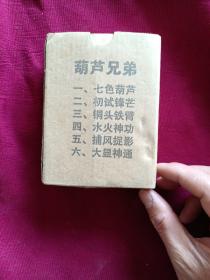 葫芦兄弟
一、七色葫芦
二、初试锋芒
三、铜头铁臂
四、水火神功
五、捕风捉影
六、大显神通